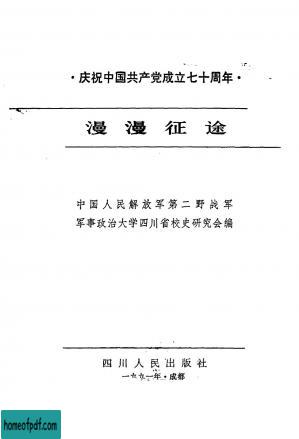 ·庆祝中国共产党成立七十周年·
漫漫征途
中国人民解放军第二野战军
军事政治大学四川省校史研究会编
四川人民出版社
一九九一年·成都
homeofpdf.com
homeofpdf.com